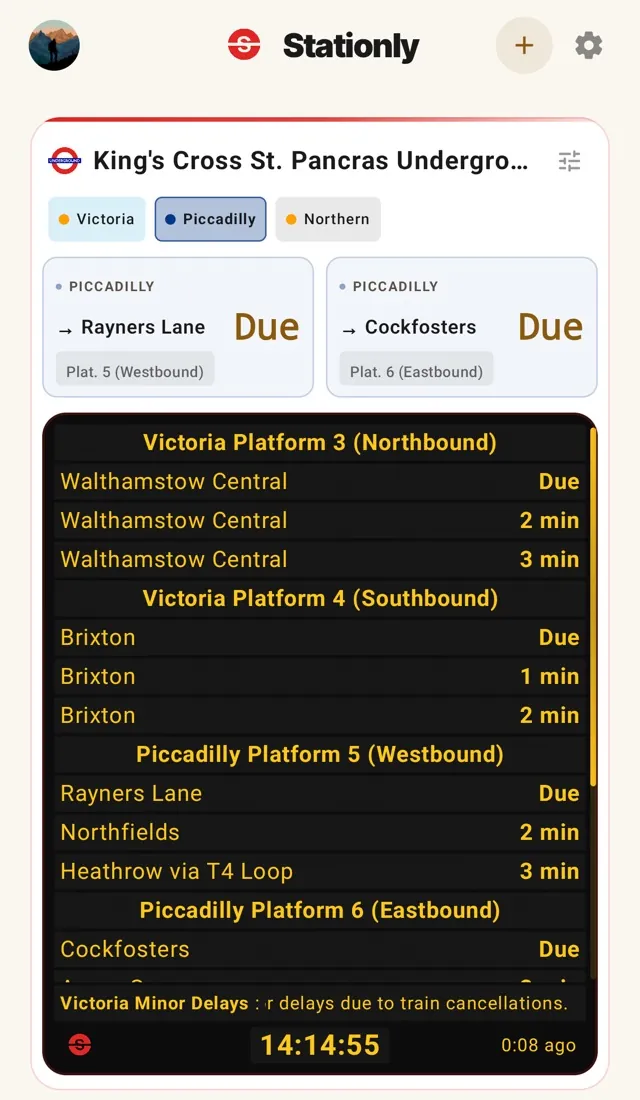 S Stationly +
UNDERGROUND King's Cross St. Pancras Undergro...
Victoria Piccadilly Northern
PICCADILLY
→ Rayners Lane Due
Plat. 5 (Westbound)
PICCADILLY
→ Cockfosters Due
Plat. 6 (Eastbound)
Victoria Platform 3 (Northbound)
Walthamstow Central Due
Walthamstow Central 2 min
Walthamstow Central 3 min
Victoria Platform 4 (Southbound)
Brixton Due
Brixton 1 min
Brixton 2 min
Piccadilly Platform 5 (Westbound)
Rayners Lane Due
Northfields 2 min
Heathrow via T4 Loop 3 min
Piccadilly Platform 6 (Eastbound)
Cockfosters Due
Victoria Minor Delays : r delays due to train cancellations.
S 14:14:55 0:08 ago